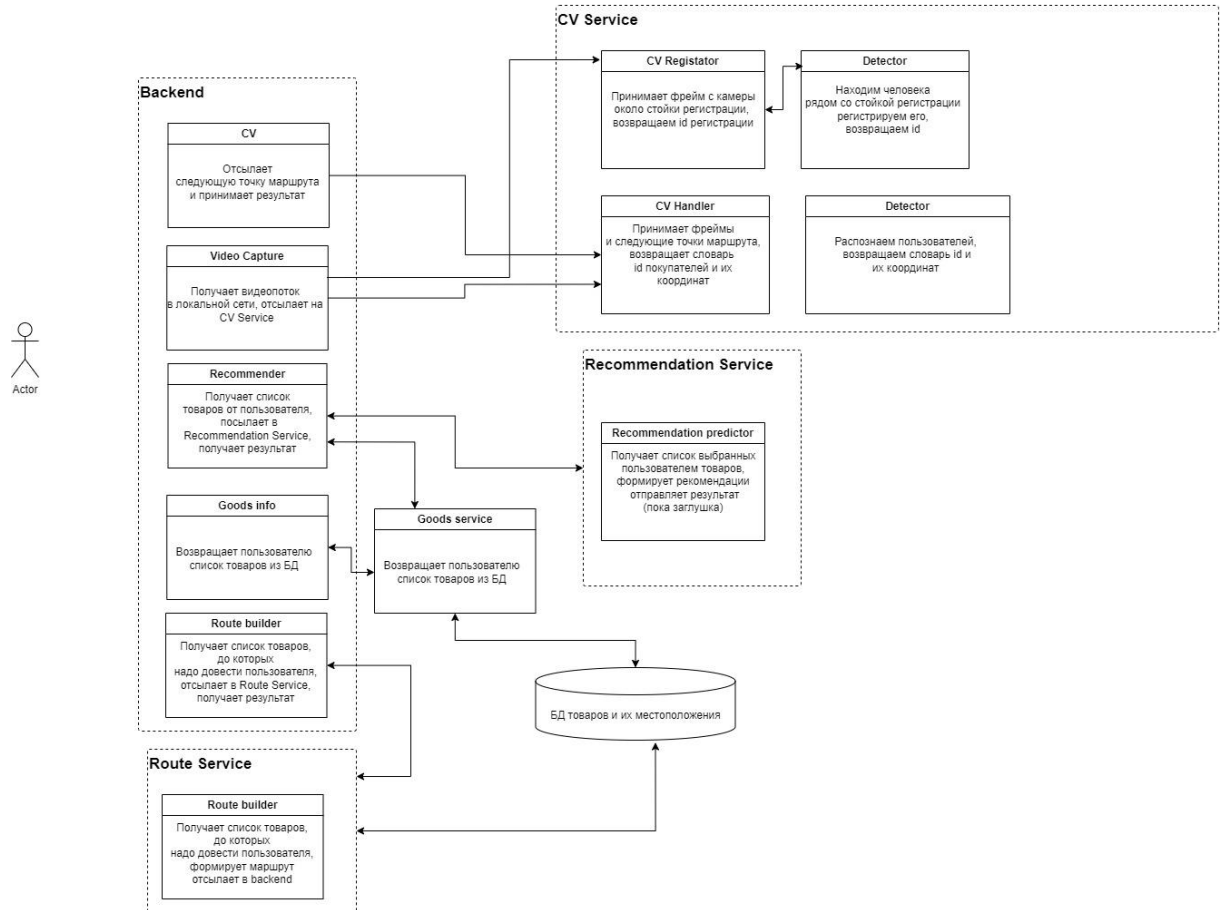 CV Service
CV Registator
Принимает фрейм с камеры
около стойки регистрации,
возвращаем id регистрации
Detector
Находим человека
рядом со стойкой регистрации
регистрируем его,
возвращаем id
CV Handler
Принимает фреймы
и следующие точки маршрута,
возвращает словарь
id покупателей и их
координат
Detector
Распознаем пользователей,
возвращаем словарь id и
их координат
Backend
CV
Отсылает
следующую точку маршрута
и принимает результат
Video Capture
Получает видеопоток
в локальной сети, отсылает на
CV Service
Recommender
Получает список
товаров от пользователя,
посылает в
Recommendation Service,
получает результат
Goods info
Возвращает пользователю
список товаров из БД
Route builder
Получает список товаров,
до которых
надо довести пользователя,
отсылает в Route Service,
получает результат
Actor
Recommendation Service
Recommendation predictor
Получает список выбранных
пользователем товаров,
формирует рекомендации
отправляет результат
(пока заглушка)
Goods service
Возвращает пользователю
список товаров из БД
БД товаров и их местоположения
Route Service
Route builder
Получает список товаров,
до которых
надо довести пользователя,
формирует маршрут
отсылает в backend